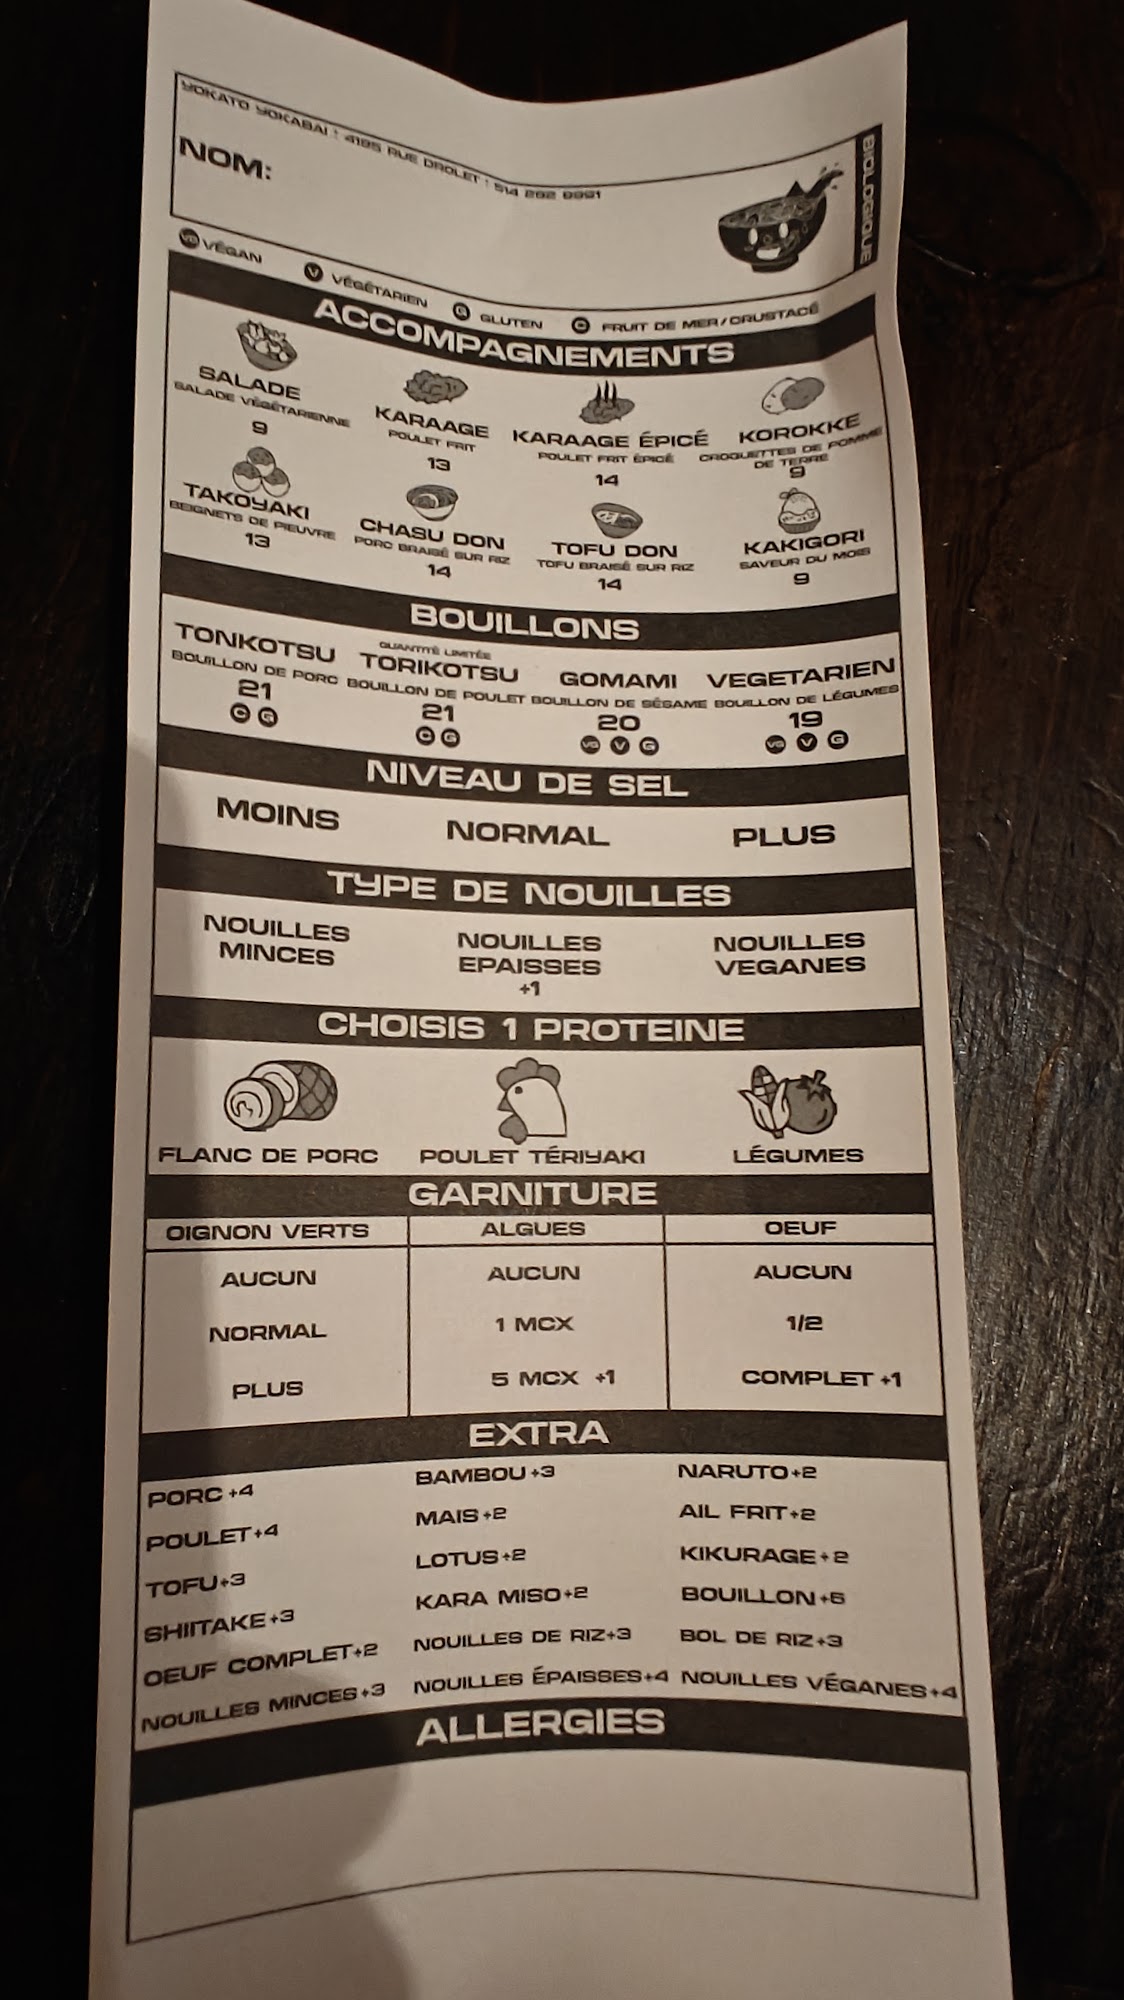 YOKATO YOKABAI : 4185 RUE DROLET : 514 282 9991
NOM:
BIOLOGIQUE
VG VÉGAN V VÉGÉTARIEN G GLUTEN C FRUIT DE MER/CRUSTACÉ
ACCOMPAGNEMENTS
SALADE
SALADE VÉGÉTARIENNE
9
KARAAGE
POULET FRIT
13
KARAAGE ÉPICÉ
POULET FRIT ÉPICÉ
14
KOROKKE
CROQUETTES DE POMME
DE TERRE
9
TAKOYAKI
BEIGNETS DE PIEUVRE
13
CHASU DON
PORC BRAISÉ SUR RIZ
14
TOFU DON
TOFU BRAISÉ SUR RIZ
14
KAKIGORI
SAVEUR DU MOIS
9
BOUILLONS
TONKOTSU
BOUILLON DE PORC
21
C G
QUANTITÉ LIMITÉE
TORIKOTSU
BOUILLON DE POULET
21
C G
GOMAMI
BOUILLON DE SÉSAME
20
VG V G
VEGETARIEN
BOUILLON DE LÉGUMES
19
VG V G
NIVEAU DE SEL
MOINS NORMAL PLUS
TYPE DE NOUILLES
NOUILLES
MINCES
NOUILLES
EPAISSES
+1
NOUILLES
VEGANES
CHOISIS 1 PROTEINE
FLANC DE PORC POULET TÉRIYAKI LÉGUMES
GARNITURE
OIGNON VERTS ALGUES OEUF
AUCUN AUCUN AUCUN
NORMAL 1 MCX 1/2
PLUS 5 MCX +1 COMPLET +1
EXTRA
PORC +4 BAMBOU +3 NARUTO +2
POULET +4 MAIS +2 AIL FRIT +2
TOFU +3 LOTUS +2 KIKURAGE +2
SHIITAKE +3 KARA MISO +2 BOUILLON +6
OEUF COMPLET +2 NOUILLES DE RIZ +3 BOL DE RIZ +3
NOUILLES MINCES +3 NOUILLES ÉPAISSES +4 NOUILLES VÉGANES +4
ALLERGIES